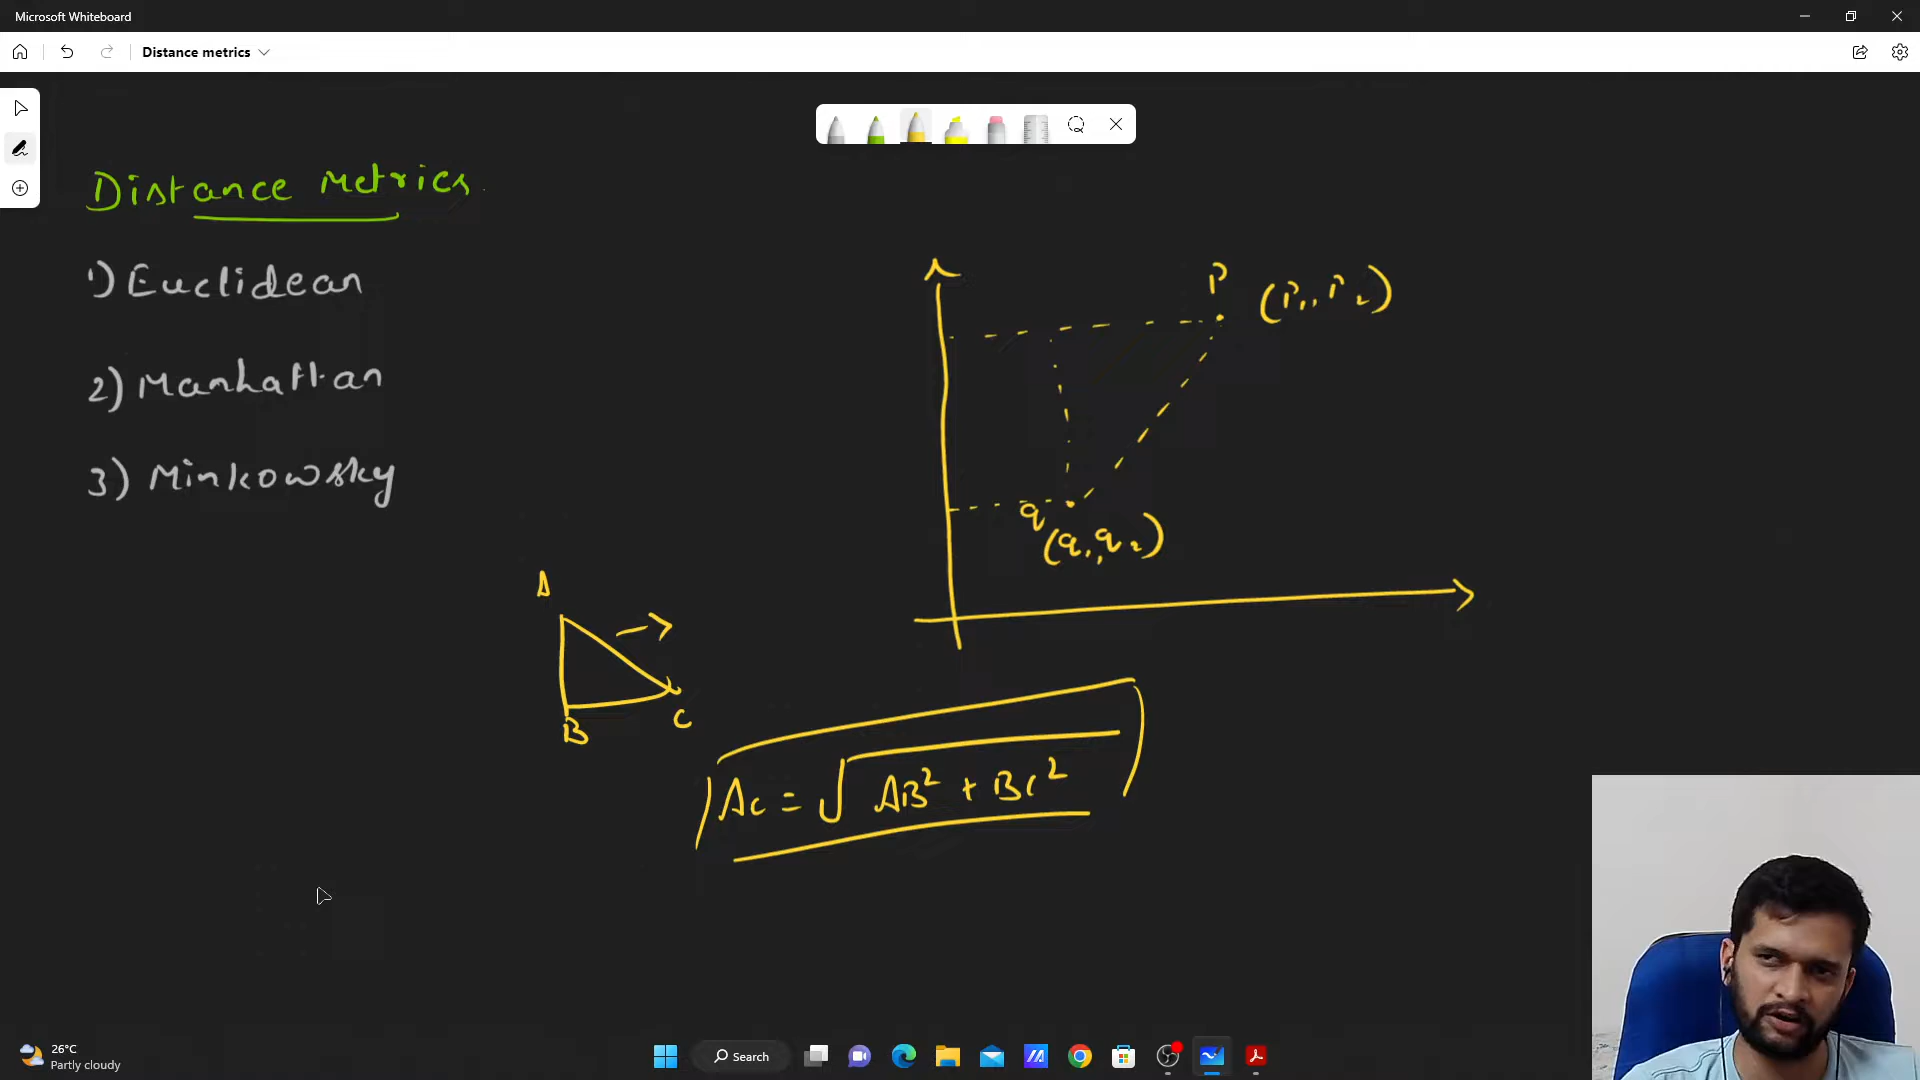 Microsoft Whiteboard
Distance metrics
Distance Metrics
1) Euclidean
2) Manhattan
3) Minkowsky
P
(P₁, P₂)
q
(q₁, q₂)
A
B
C
AC = √AB² + BC²
26°C
Partly cloudy
Search